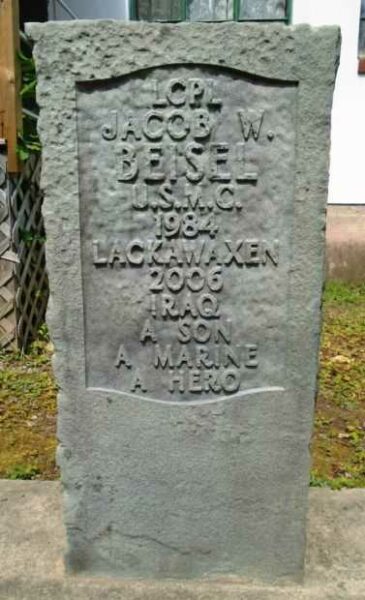 LCPL
JACOB W.
BEISEL
U.S.M.C.
1984
LACKAWAXEN
2006
IRAQ
A SON
A MARINE
A HERO